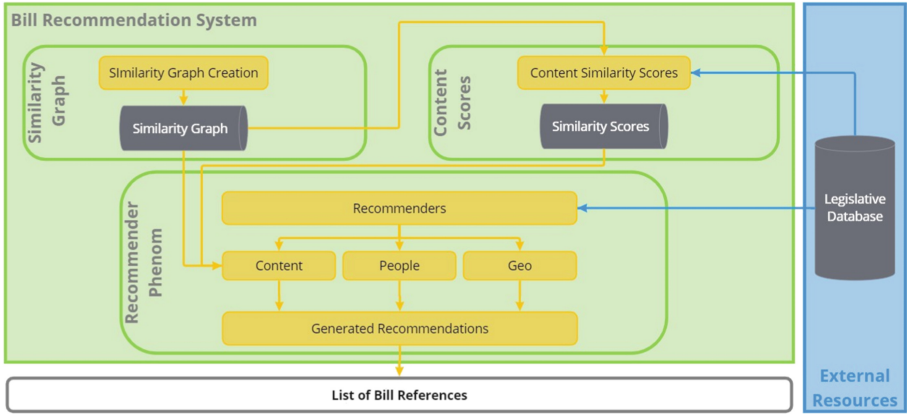 Bill Recommendation System
Similarity
Graph
SImilarity Graph Creation
Similarity Graph
Content
Scores
Content Similarity Scores
Similarity Scores
Legislative
Database
Recommender
Phenom
Recommenders
Content
People
Geo
Generated Recommendations
External
Resources
List of Bill References